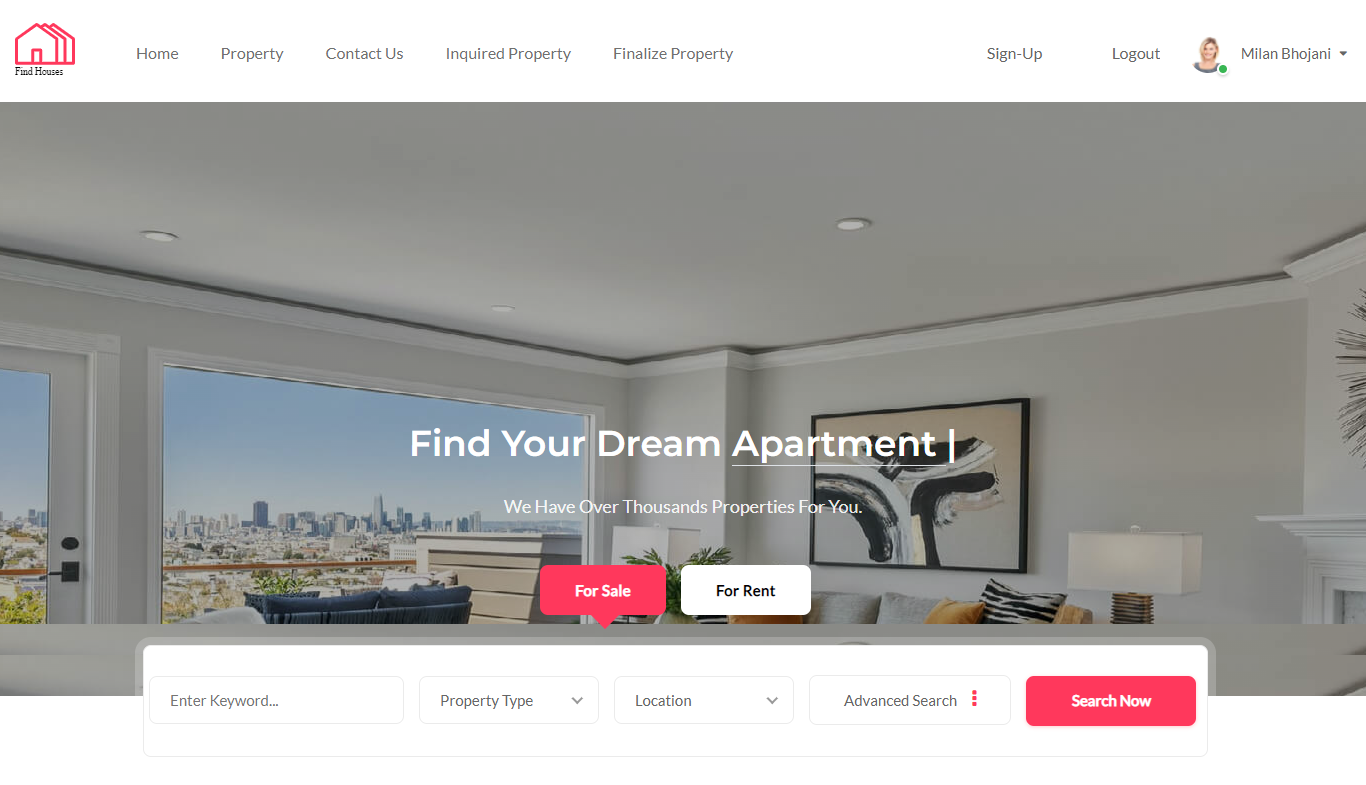 Find Houses
Home Property Contact Us Inquired Property Finalize Property Sign-Up Logout Milan Bhojani
Find Your Dream Apartment |
We Have Over Thousands Properties For You.
For Sale For Rent
Enter Keyword... Property Type Location Advanced Search Search Now